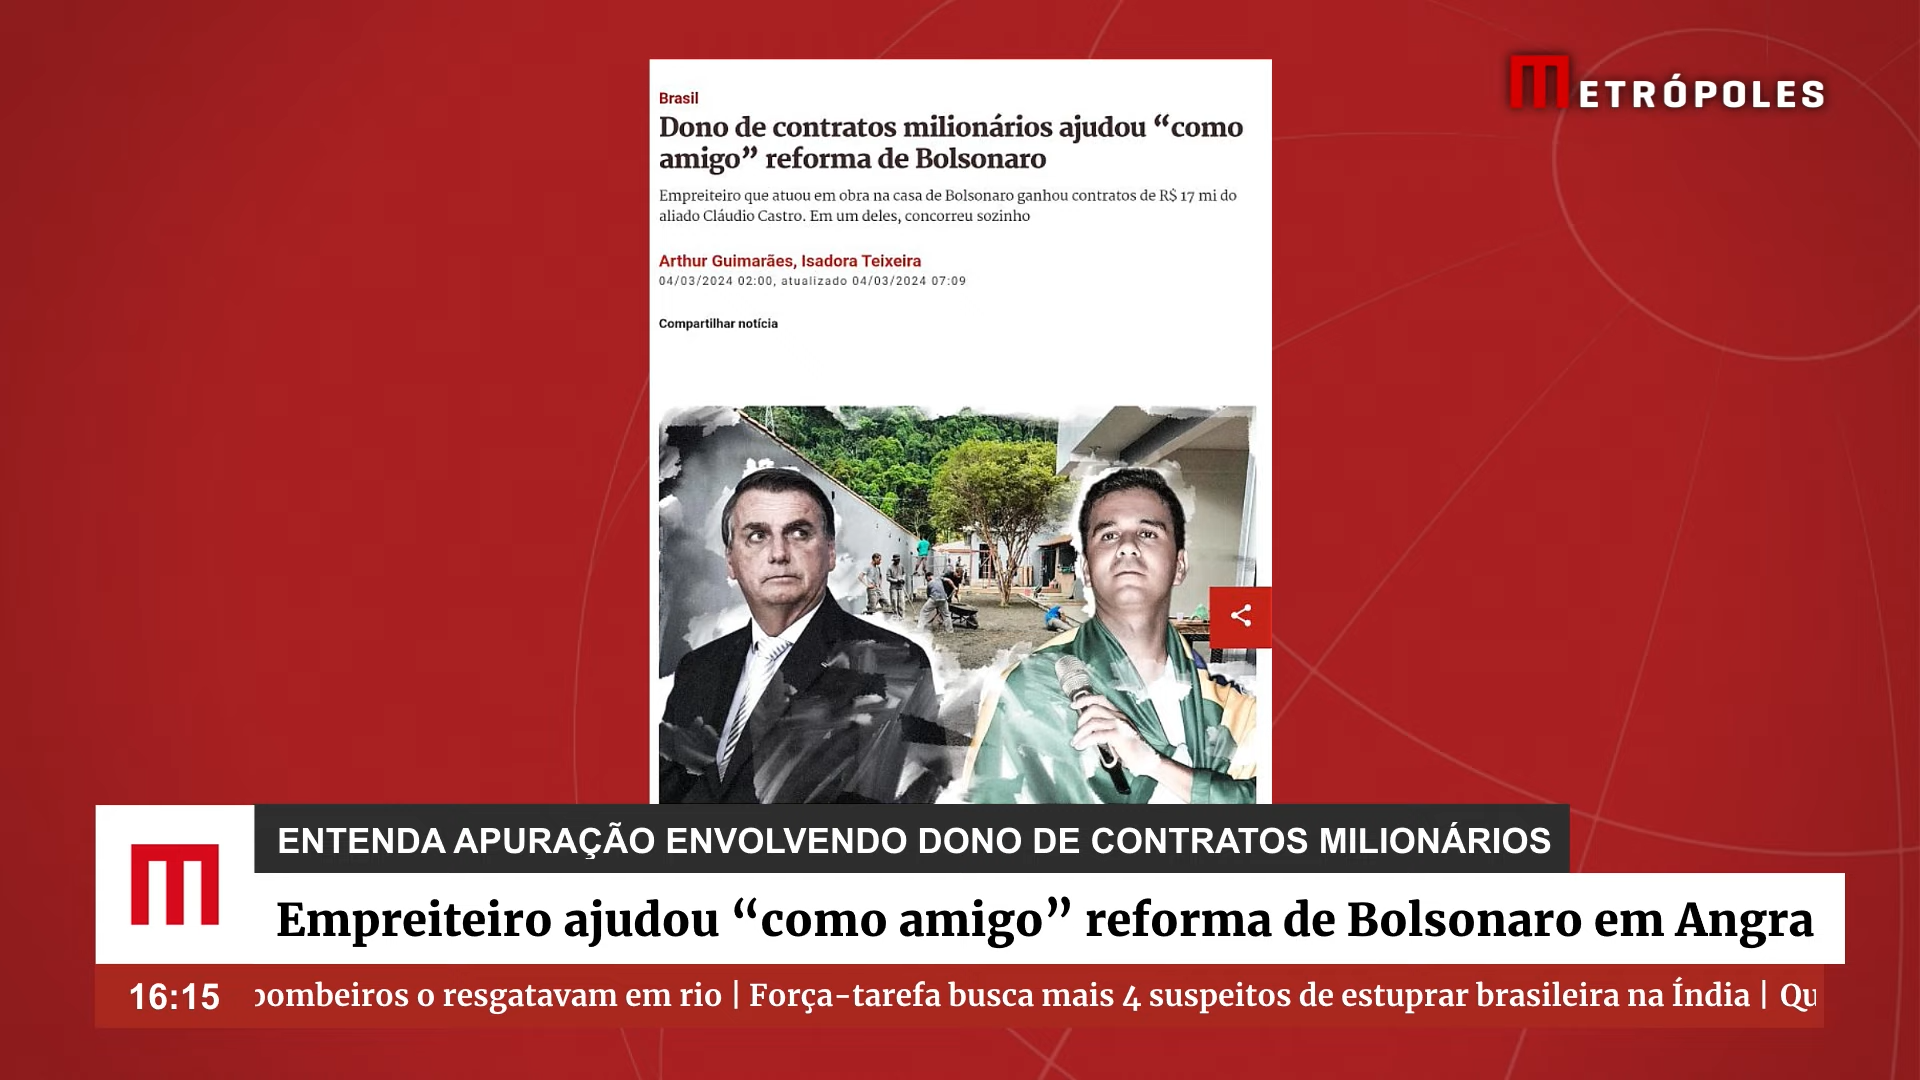 METRÓPOLES
Brasil
Dono de contratos milionários ajudou “como
amigo” reforma de Bolsonaro
Empreiteiro que atuou em obra na casa de Bolsonaro ganhou contratos de R$ 17 mi do
aliado Cláudio Castro. Em um deles, concorreu sozinho
Arthur Guimarães, Isadora Teixeira
04/03/2024 02:00, atualizado 04/03/2024 07:09
Compartilhar notícia
M
ENTENDA APURAÇÃO ENVOLVENDO DONO DE CONTRATOS MILIONÁRIOS
Empreiteiro ajudou “como amigo” reforma de Bolsonaro em Angra
16:15 bombeiros o resgatavam em rio | Força-tarefa busca mais 4 suspeitos de estuprar brasileira na Índia | Qu